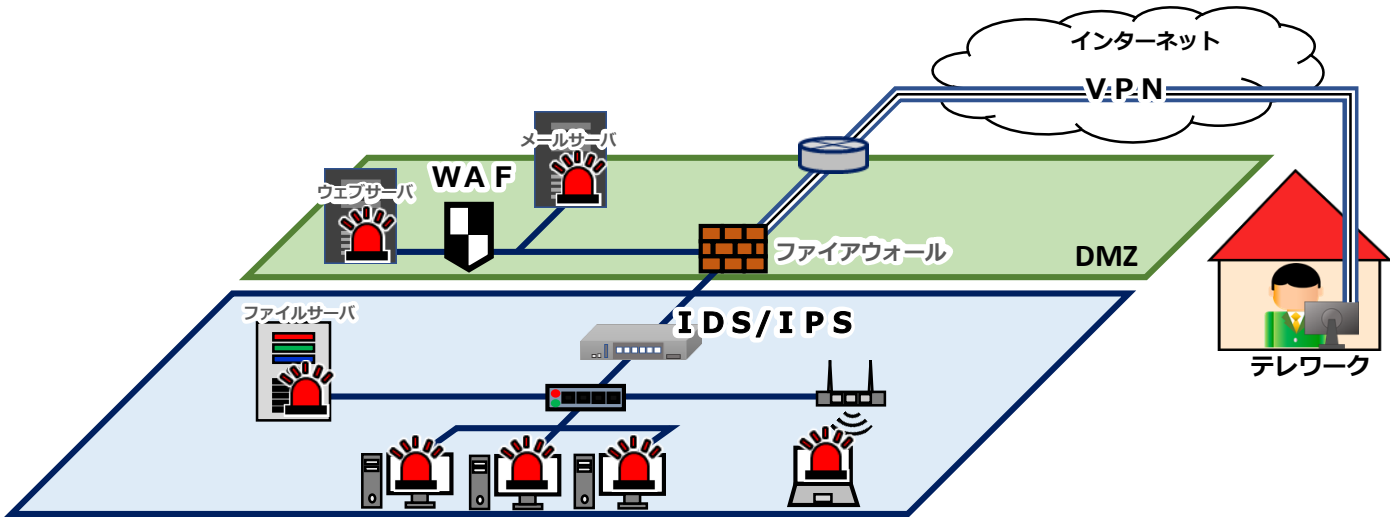 インターネット
VPN
メールサーバ
WAF
ウェブサーバ
ファイアウォール
DMZ
ファイルサーバ
IDS/IPS
テレワーク